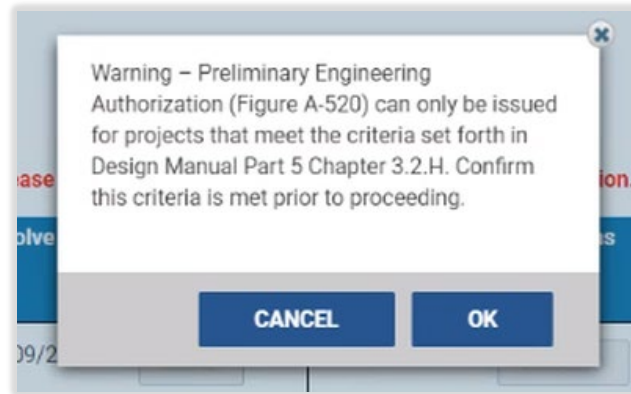 Warning – Preliminary Engineering
Authorization (Figure A-520) can only be issued
for projects that meet the criteria set forth in
Design Manual Part 5 Chapter 3.2.H. Confirm
this criteria is met prior to proceeding.
CANCEL OK